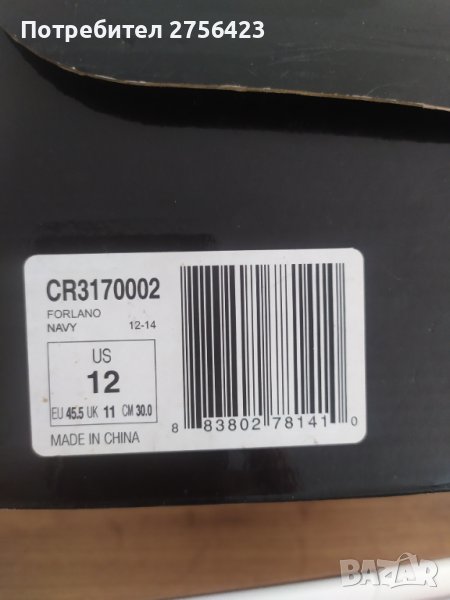 Потребител 2756423
CR3170002
FORLANO
NAVY 12-14
US
12
EU 45.5 UK 11 CM 30.0
MADE IN CHINA
8 83802 78141 0
BAZAR